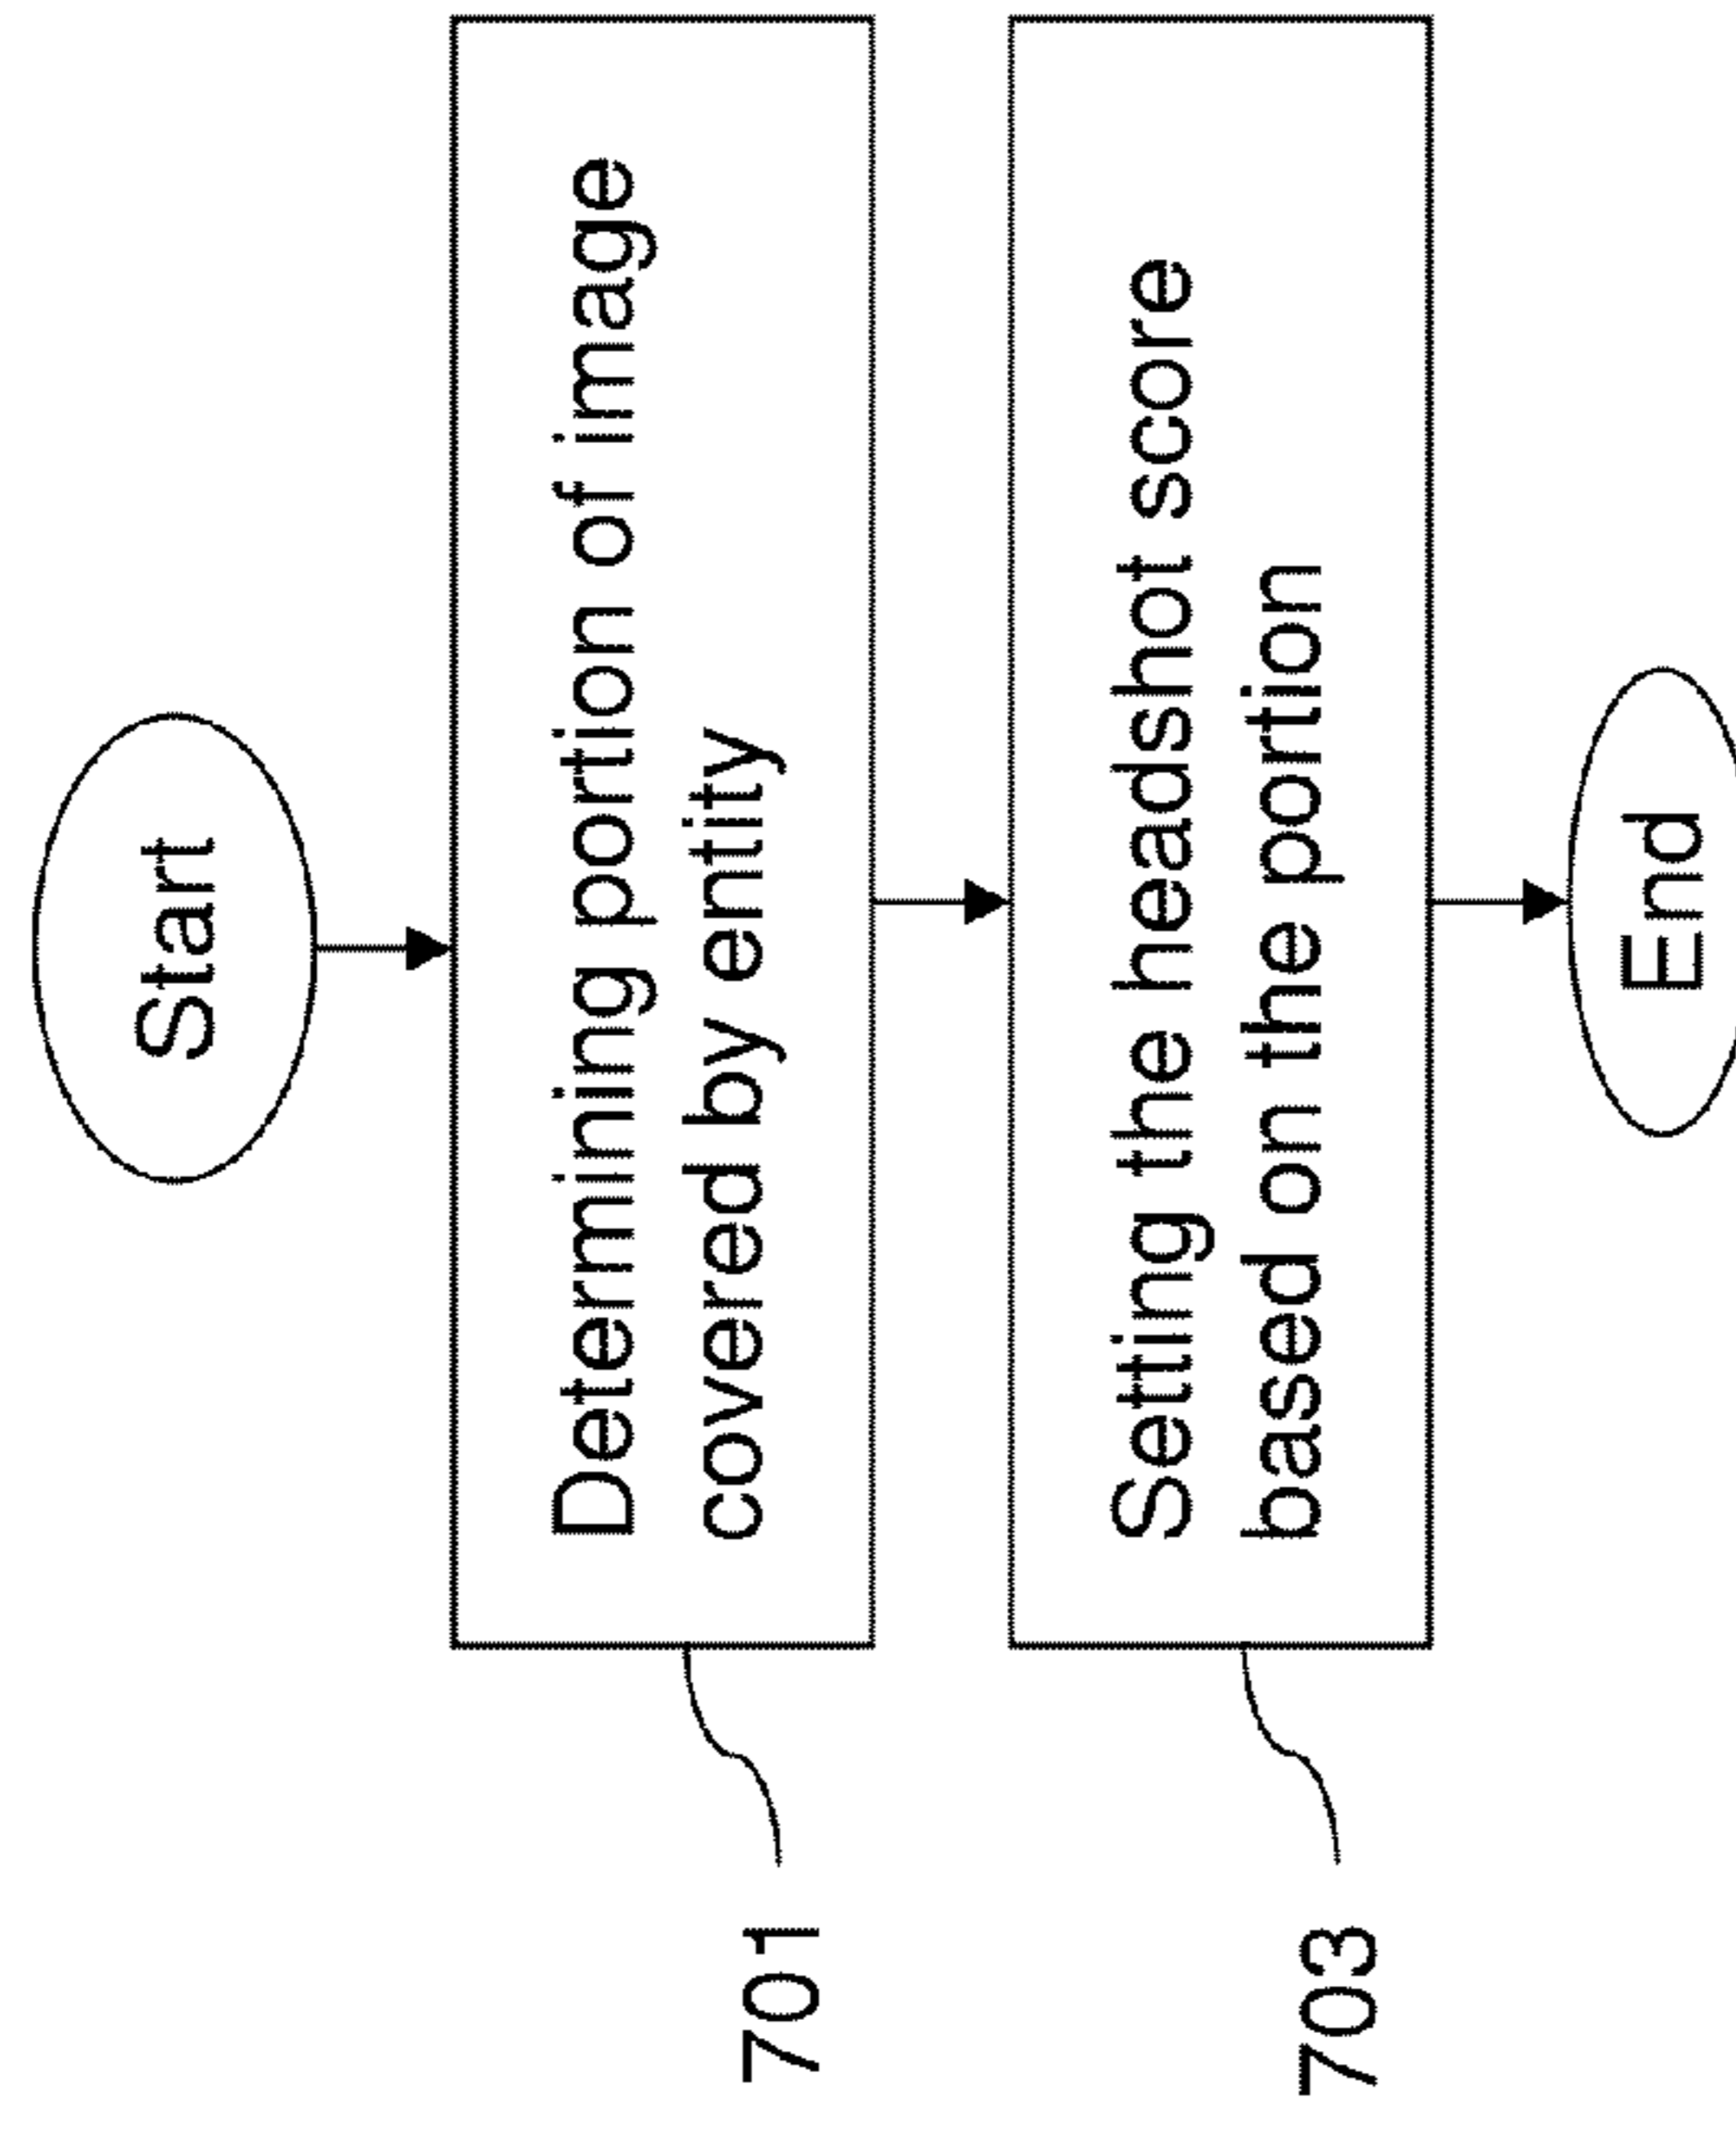 Start
Determining portion of image
covered by entity
701
Setting the headshot score
based on the portion
703
End